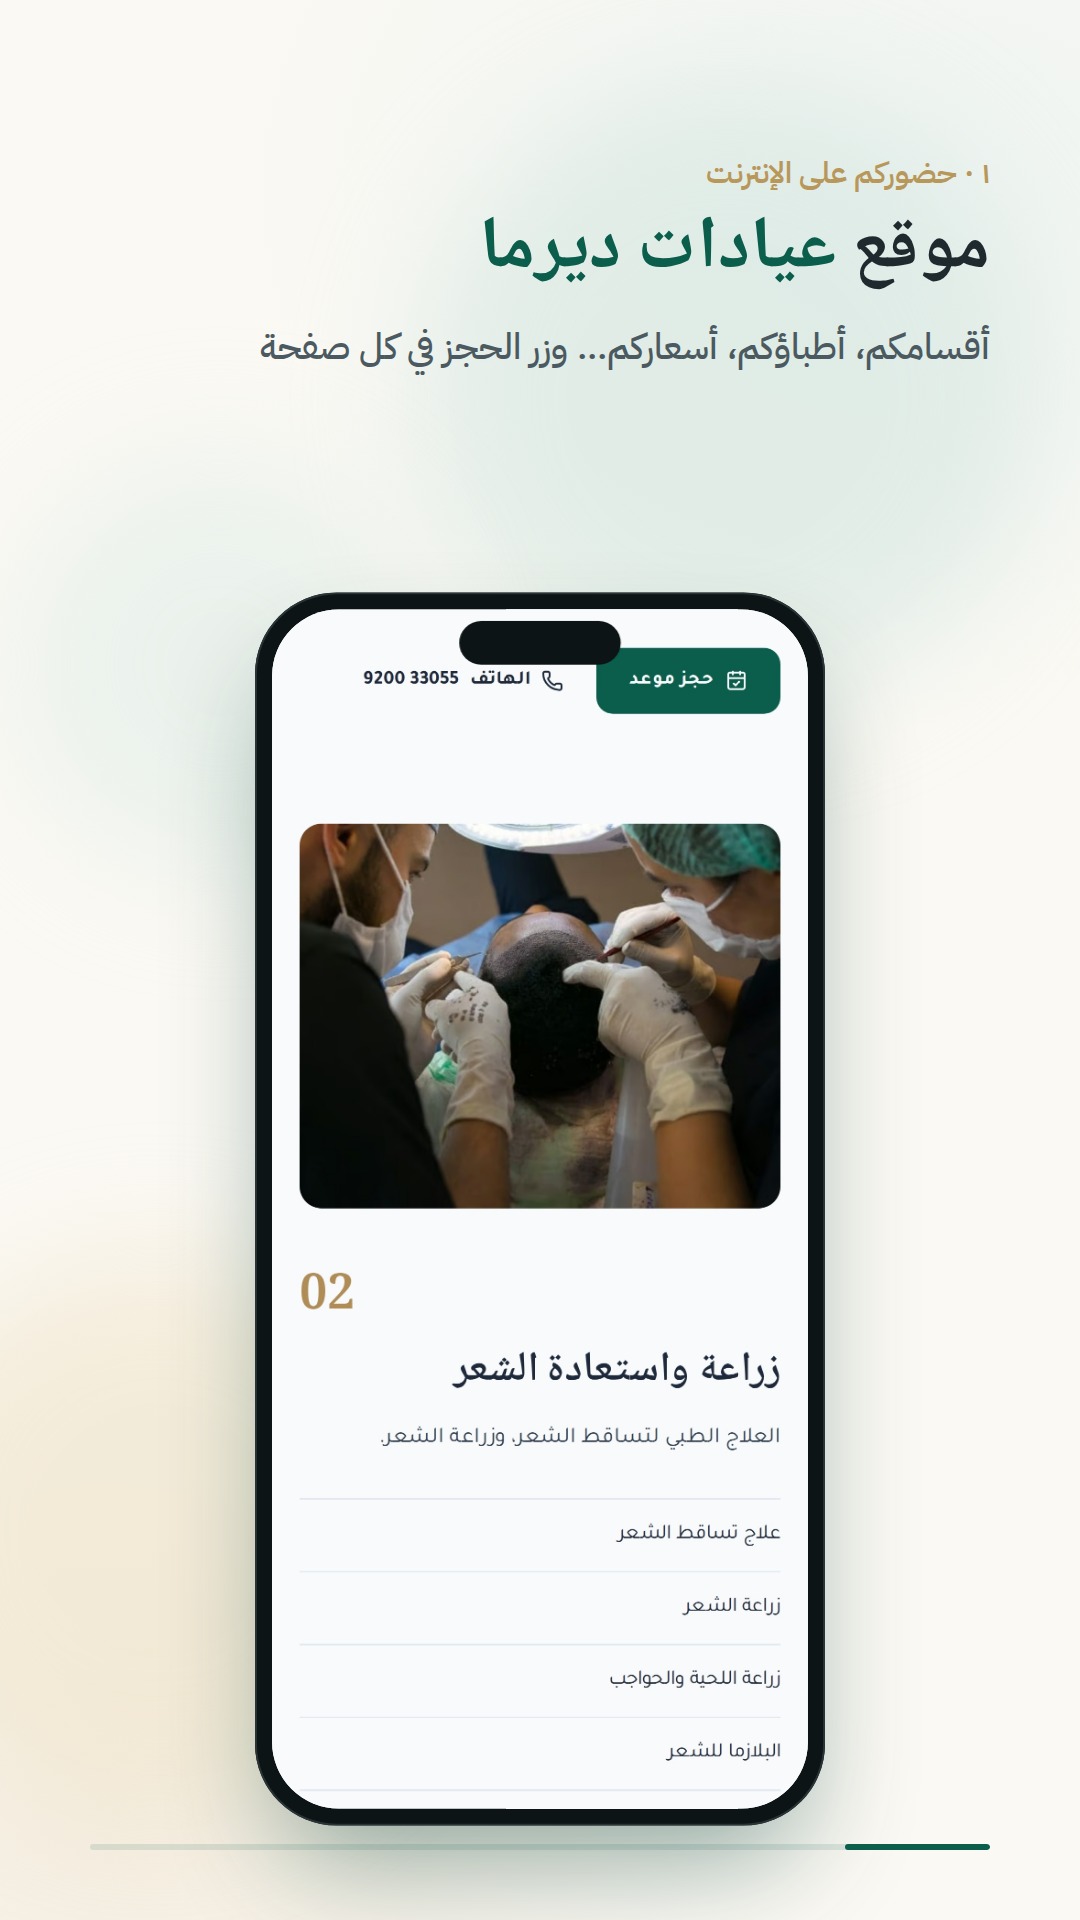 ١ · حضوركم على الإنترنت
موقع عيادات ديرما
أقسامكم، أطباؤكم، أسعاركم... وزر الحجز في كل صفحة
حجز موعد
الهاتف 9200 33055
02
زراعة واستعادة الشعر
العلاج الطبي لتساقط الشعر، وزراعة الشعر.
علاج تساقط الشعر
زراعة الشعر
زراعة اللحية والحواجب
البلازما للشعر